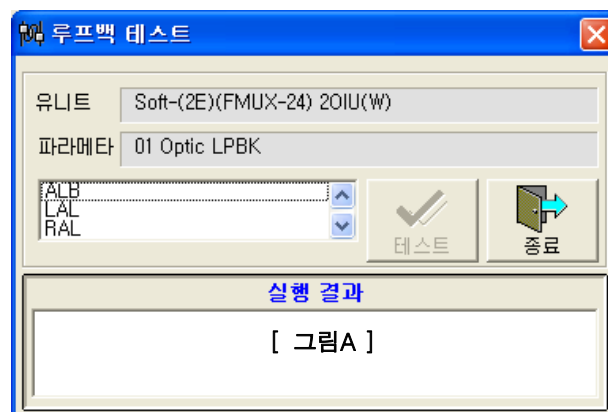 루프백 테스트
유니트 Soft-(2E)(FMUX-24) 2OIU(W)
파라메타 01 Optic LPBK
ALB
LAL
RAL
테스트
종료
실행 결과
[ 그림A ]